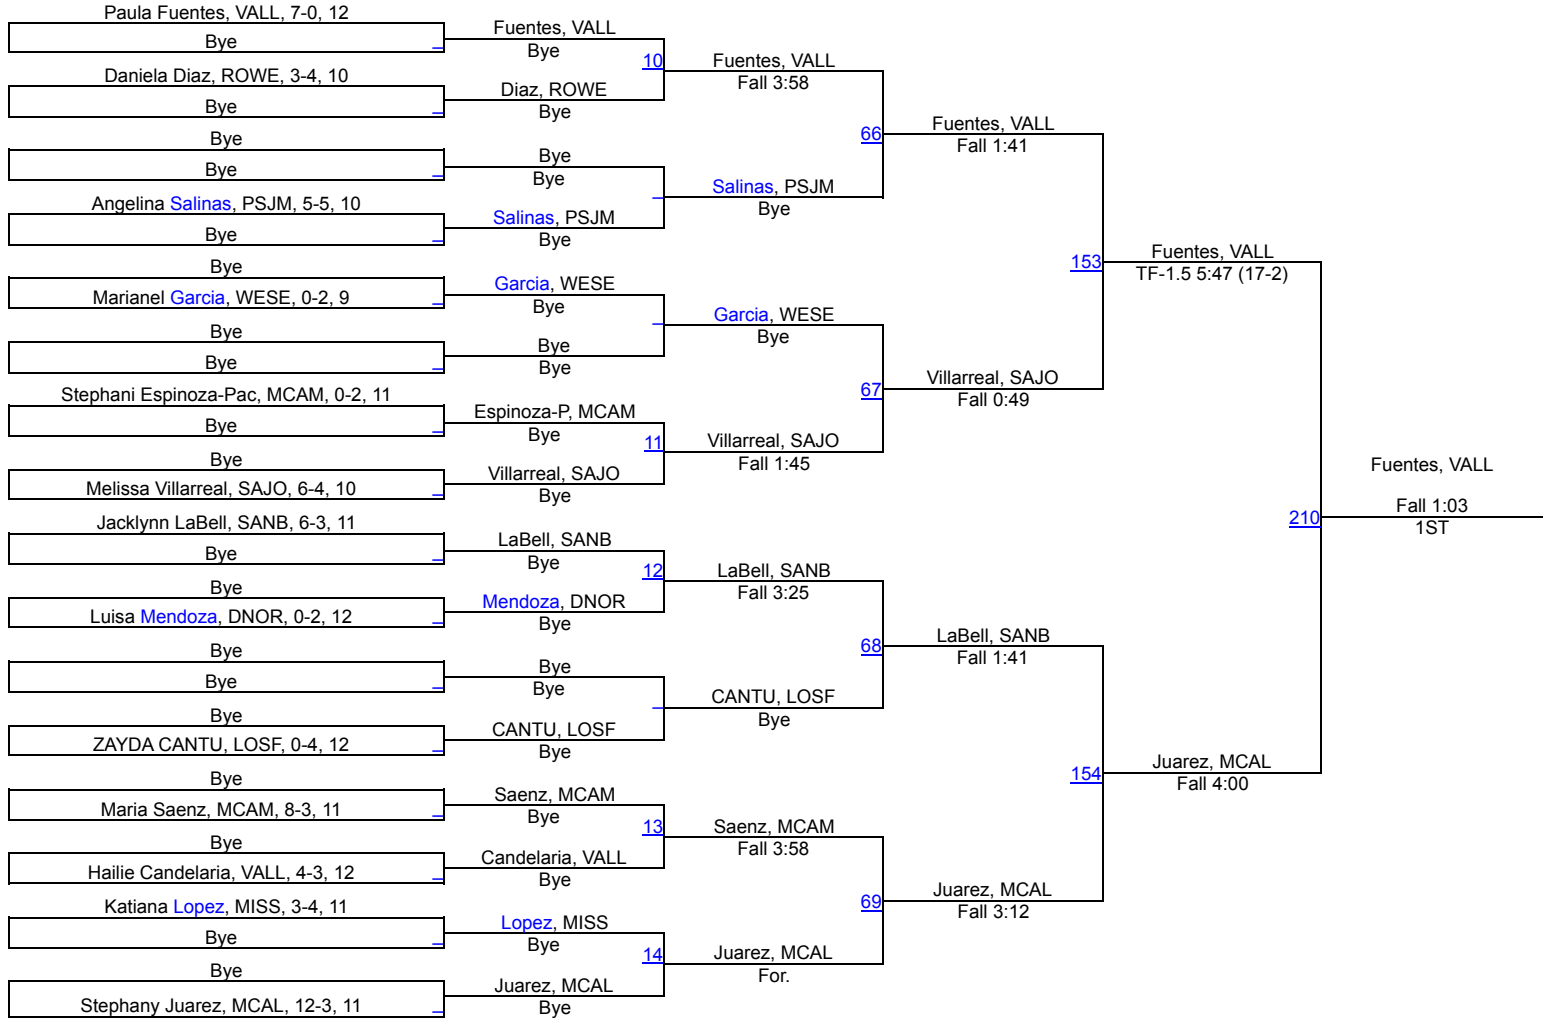 Paula Fuentes, VALL, 7-0, 12
Bye
Daniela Diaz, ROWE, 3-4, 10
Bye
Bye
Bye
Angelina Salinas, PSJM, 5-5, 10
Bye
Bye
Marianel Garcia, WESE, 0-2, 9
Bye
Bye
Stephani Espinoza-Pac, MCAM, 0-2, 11
Bye
Bye
Melissa Villarreal, SAJO, 6-4, 10
Jacklynn LaBell, SANB, 6-3, 11
Bye
Bye
Luisa Mendoza, DNOR, 0-2, 12
Bye
Bye
Bye
ZAYDA CANTU, LOSF, 0-4, 12
Bye
Maria Saenz, MCAM, 8-3, 11
Bye
Hailie Candelaria, VALL, 4-3, 12
Katiana Lopez, MISS, 3-4, 11
Bye
Bye
Stephany Juarez, MCAL, 12-3, 11
Fuentes, VALL
Bye
10
Diaz, ROWE
Bye
Bye
Bye
Salinas, PSJM
Bye
Garcia, WESE
Bye
Bye
Bye
Espinoza-P, MCAM
Bye
11
Villarreal, SAJO
Bye
LaBell, SANB
Bye
12
Mendoza, DNOR
Bye
Bye
Bye
CANTU, LOSF
Bye
Saenz, MCAM
Bye
13
Candelaria, VALL
Bye
Lopez, MISS
Bye
14
Juarez, MCAL
Bye
Fuentes, VALL
Fall 3:58
66
Salinas, PSJM
Bye
Garcia, WESE
Bye
67
Villarreal, SAJO
Fall 1:45
LaBell, SANB
Fall 3:25
68
CANTU, LOSF
Bye
Saenz, MCAM
Fall 3:58
69
Juarez, MCAL
For.
Fuentes, VALL
Fall 1:41
153
Villarreal, SAJO
Fall 0:49
LaBell, SANB
Fall 1:41
154
Juarez, MCAL
Fall 3:12
Fuentes, VALL
TF-1.5 5:47 (17-2)
210
Juarez, MCAL
Fall 4:00
Fuentes, VALL
Fall 1:03
1ST